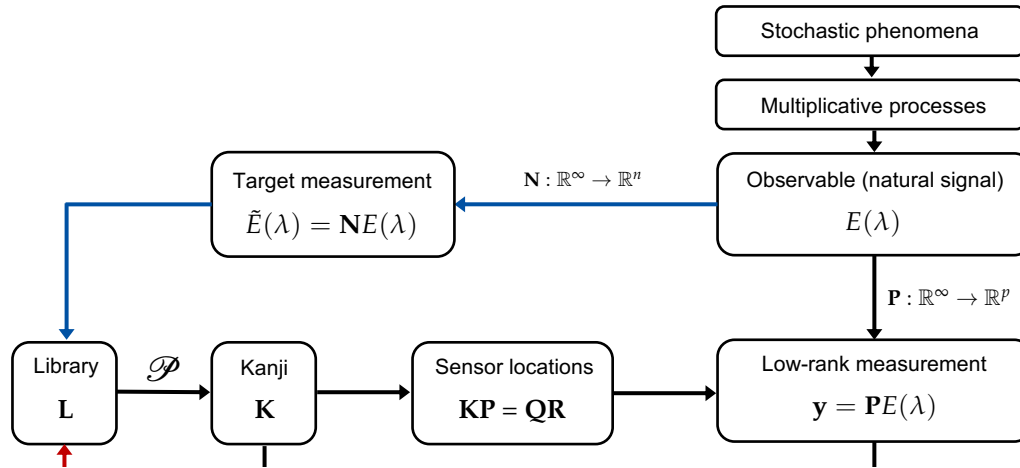 Stochastic phenomena
Multiplicative processes
Target measurement
Ẽ(λ) = NE(λ)
N : ℝ^∞ → ℝ^n
Observable (natural signal)
E(λ)
P : ℝ^∞ → ℝ^p
Library
L
𝒫
Kanji
K
Sensor locations
KP = QR
Low-rank measurement
y = PE(λ)